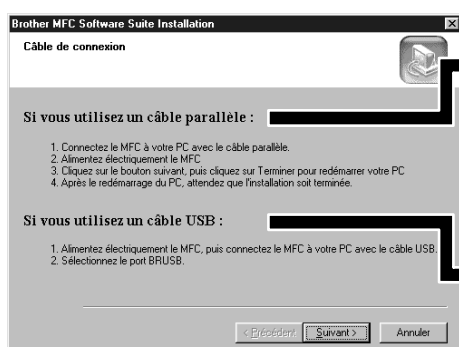 Brother MFC Software Suite Installation
Câble de connexion
Si vous utilisez un câble parallèle :
1. Connectez le MFC à votre PC avec le câble parallèle.
2. Alimentez électriquement le MFC
3. Cliquez sur le bouton suivant, puis cliquez sur Terminer pour redémarrer votre PC
4. Après le redémarrage du PC, attendez que l'installation soit terminée.
Si vous utilisez un câble USB :
1. Alimentez électriquement le MFC, puis connectez le MFC à votre PC avec le câble USB.
2. Sélectionnez le port BRUSB.
< Précédent Suivant > Annuler